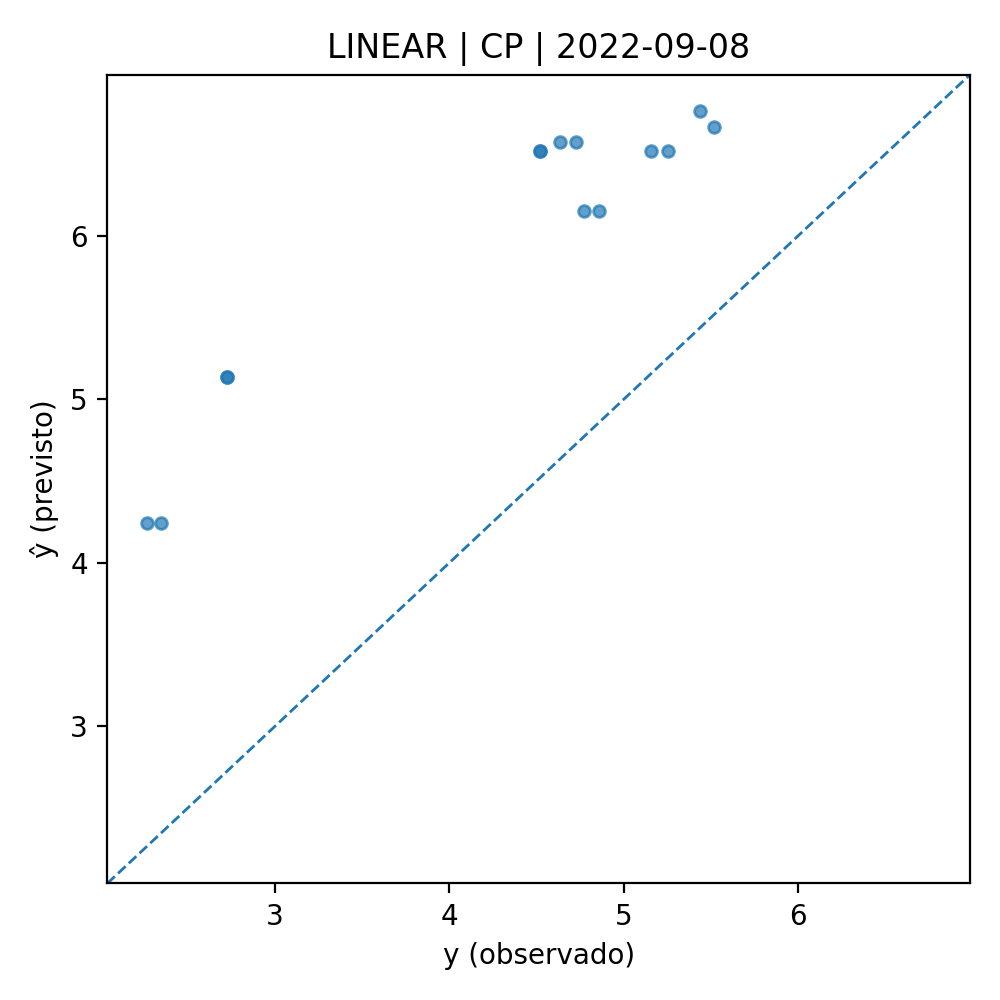 LINEAR | CP | 2022-09-08
6
5
4
3
ŷ (previsto)
3 4 5 6
y (observado)